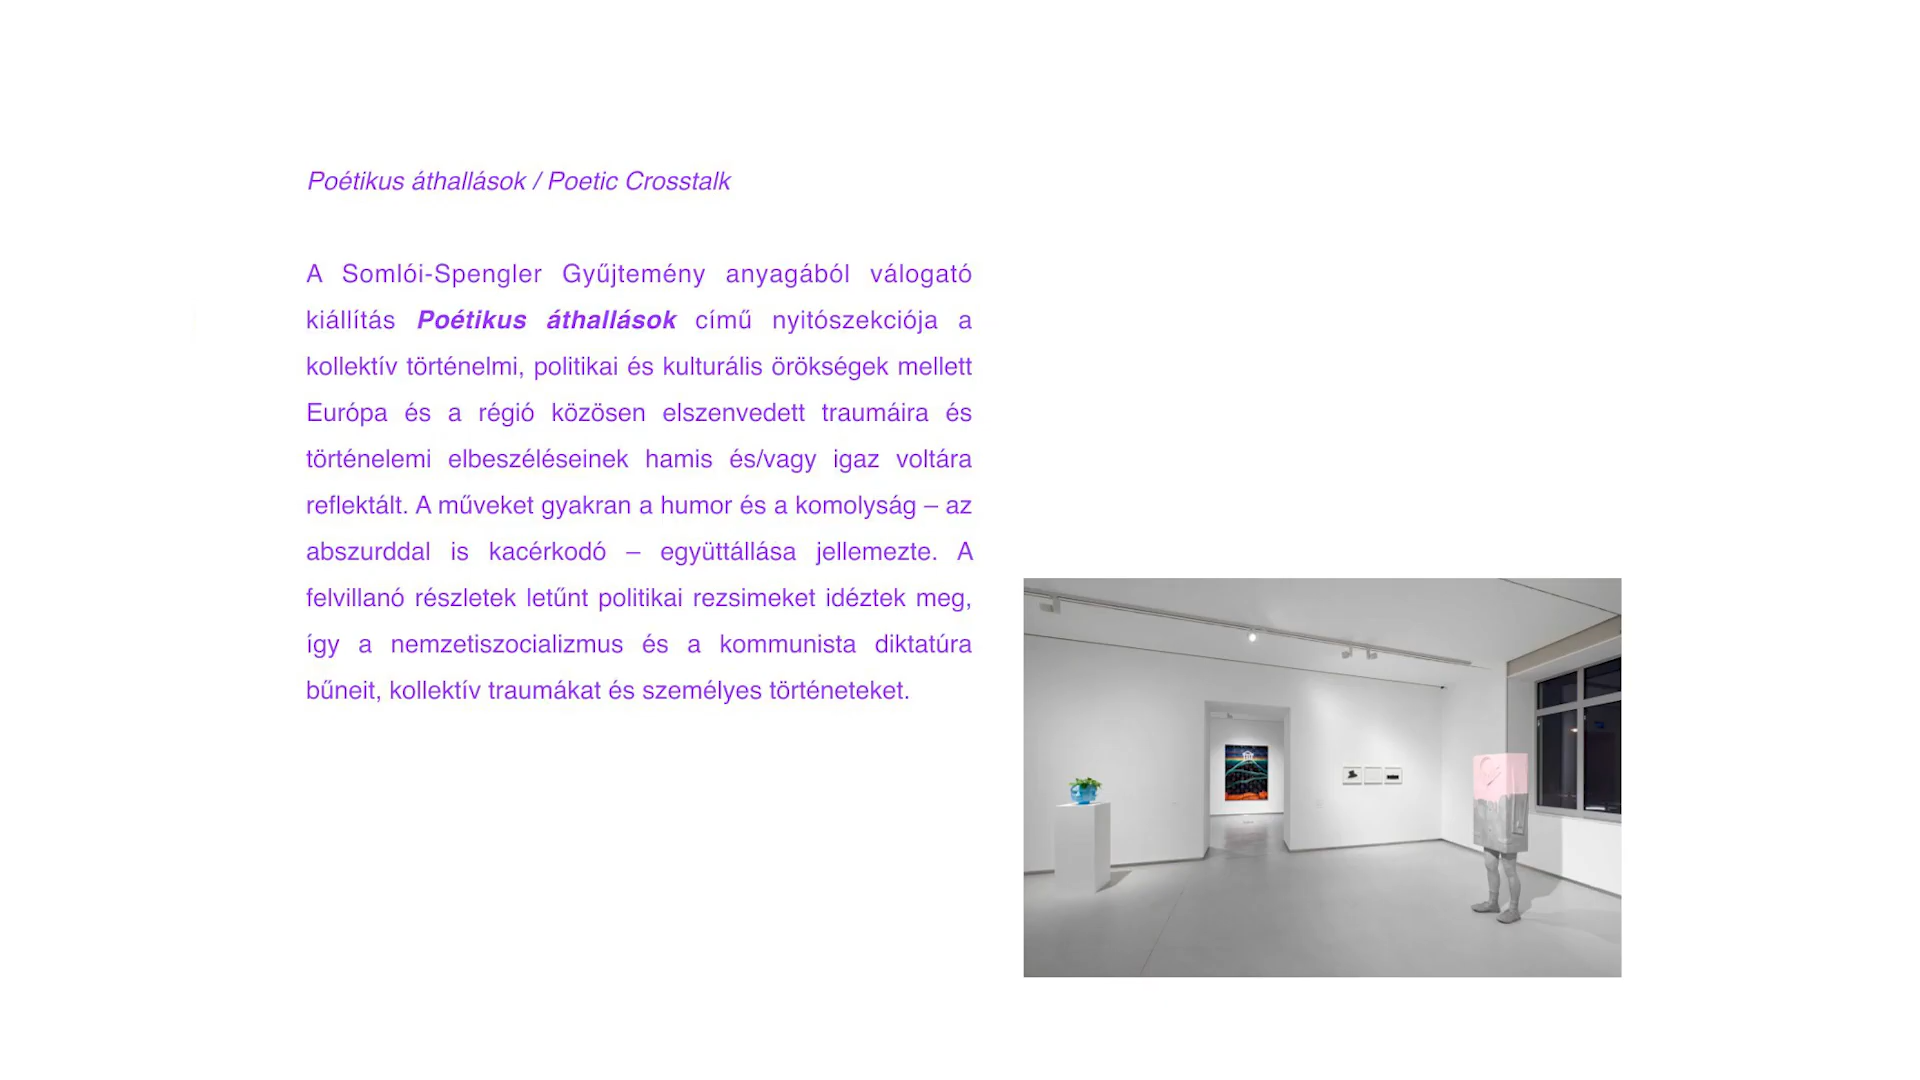 Poétikus áthallások / Poetic Crosstalk
A Somlói-Spengler Gyűjtemény anyagából válogató
kiállítás Poétikus áthallások című nyitószekciója a
kollektív történelmi, politikai és kulturális örökségek mellett
Európa és a régió közösen elszenvedett traumáira és
történelemi elbeszéléseinek hamis és/vagy igaz voltára
reflektált. A műveket gyakran a humor és a komolyság – az
abszurddal is kacérkodó – együttállása jellemezte. A
felvillanó részletek letűnt politikai rezsimeket idéztek meg,
így a nemzetiszocializmus és a kommunista diktatúra
bűneit, kollektív traumákat és személyes történeteket.